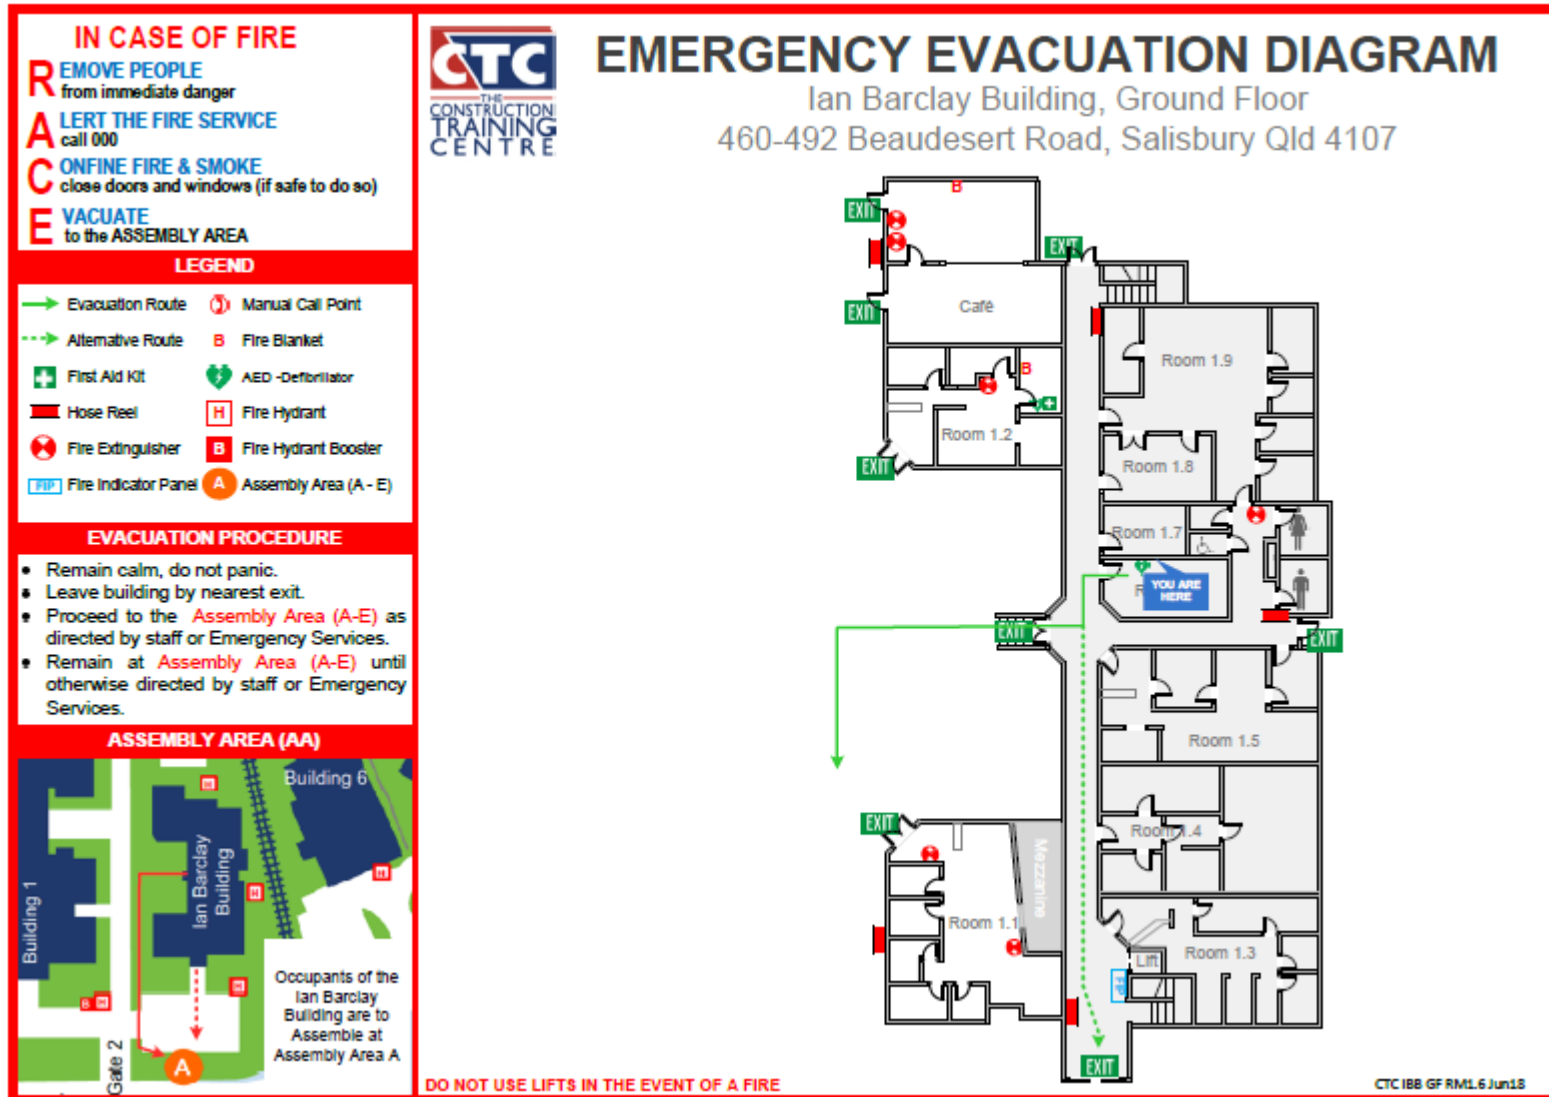 IN CASE OF FIRE
REMOVE PEOPLE
from immediate danger
ALERT THE FIRE SERVICE
call 000
CONFINE FIRE & SMOKE
close doors and windows (if safe to do so)
EVACUATE
to the ASSEMBLY AREA
LEGEND
Evacuation Route
Manual Call Point
Alternative Route
B Fire Blanket
First Aid Kit
AED -Defibrillator
Hose Reel
H Fire Hydrant
Fire Extinguisher
B Fire Hydrant Booster
FIP Fire Indicator Panel
A Assembly Area (A - E)
EVACUATION PROCEDURE
• Remain calm, do not panic.
• Leave building by nearest exit.
• Proceed to the Assembly Area (A-E) as
directed by staff or Emergency Services.
• Remain at Assembly Area (A-E) until
otherwise directed by staff or Emergency
Services.
ASSEMBLY AREA (AA)
Building 6
H
Ian Barclay
Building
Building 1
H
H
H
B H
Gate 2
A
Occupants of the
Ian Barclay
Building are to
Assemble at
Assembly Area A
CTC
THE
CONSTRUCTION
TRAINING
CENTRE
EMERGENCY EVACUATION DIAGRAM
Ian Barclay Building, Ground Floor
460-492 Beaudesert Road, Salisbury Qld 4107
B
EXIT
EXIT
EXIT
Café
Room 1.9
B
Room 1.2
EXIT
Room 1.8
Room 1.7
YOU ARE
HERE
EXIT
EXIT
Room 1.5
EXIT
Room 1.4
Mezzanine
Room 1.1
Room 1.3
Lift
FIP
EXIT
DO NOT USE LIFTS IN THE EVENT OF A FIRE
CTC IBB GF RM1.6 Jun18